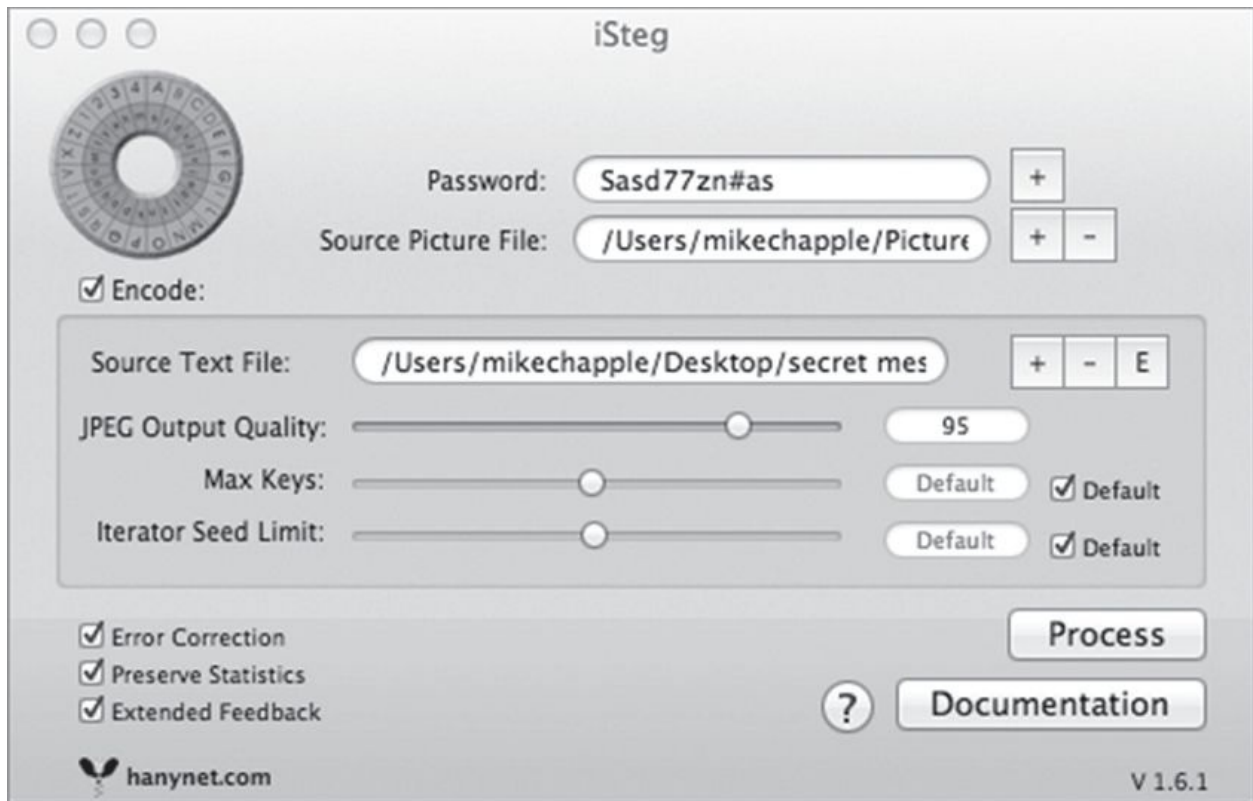 iSteg
Password: Sasd77zn#as +
Source Picture File: /Users/mikechapple/Picture + -
Encode:
Source Text File: /Users/mikechapple/Desktop/secret mes + - E
JPEG Output Quality: 95
Max Keys: Default Default
Iterator Seed Limit: Default Default
Error Correction
Process
Preserve Statistics
Extended Feedback
? Documentation
hanynet.com
V 1.6.1